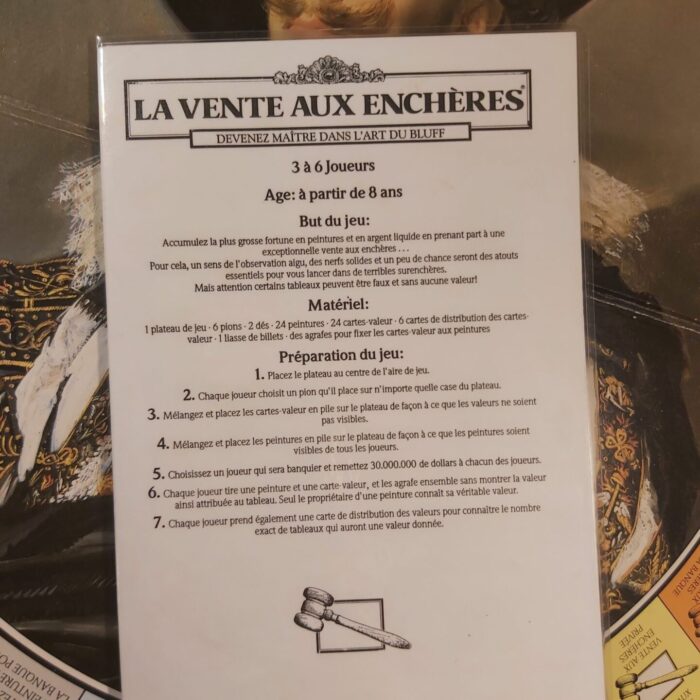 LA VENTE AUX ENCHÈRES
DEVENEZ MAÎTRE DANS L'ART DU BLUFF
3 à 6 Joueurs
Age: à partir de 8 ans
But du jeu:
Accumulez la plus grosse fortune en peintures et en argent liquide en prenant part à une
exceptionnelle vente aux enchères . . .
Pour cela, un sens de l'observation aigu, des nerfs solides et un peu de chance seront des atouts
essentiels pour vous lancer dans de terribles surenchères.
Mais attention certains tableaux peuvent être faux et sans aucune valeur!
Matériel:
1 plateau de jeu · 6 pions · 2 dés · 24 peintures · 24 cartes-valeur · 6 cartes de distribution des cartes-
valeur · 1 liasse de billets · des agrafes pour fixer les cartes-valeur aux peintures
Préparation du jeu:
1. Placez le plateau au centre de l'aire de jeu.
2. Chaque joueur choisit un pion qu'il place sur n'importe quelle case du plateau.
3. Mélangez et placez les cartes-valeur en pile sur le plateau de façon à ce que les valeurs ne soient
pas visibles.
4. Mélangez et placez les peintures en pile sur le plateau de façon à ce que les peintures soient
visibles de tous les joueurs.
5. Choisissez un joueur qui sera banquier et remettez 30.000.000 de dollars à chacun des joueurs.
6. Chaque joueur tire une peinture et une carte-valeur, et les agrafe ensemble sans montrer la valeur
ainsi attribuée au tableau. Seul le propriétaire d'une peinture connaît sa véritable valeur.
7. Chaque joueur prend également une carte de distribution des valeurs pour connaître le nombre
exact de tableaux qui auront une valeur donnée.
VENTE AUX
ENCHÈRES
PRIVÉE
LA BANQUE